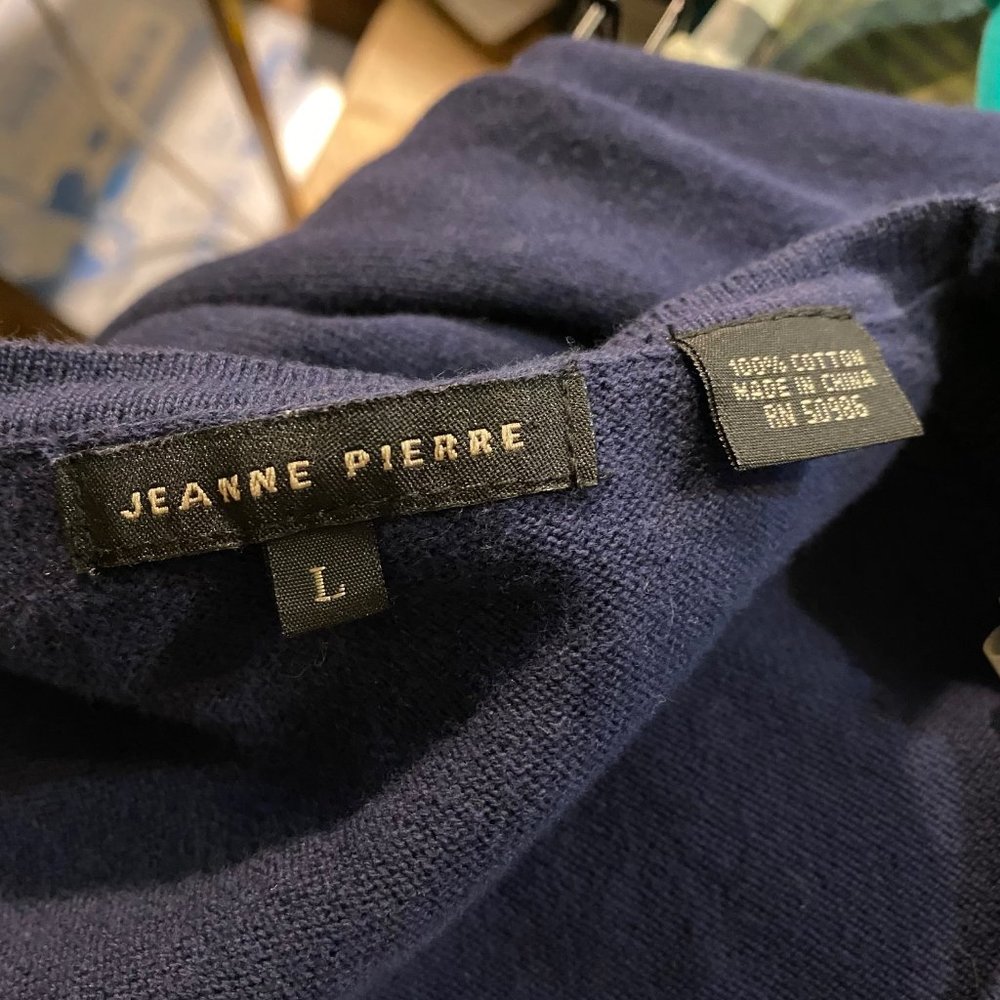 JEANNE PIERRE
L
100% COTTON
MADE IN CHINA
RN 50986